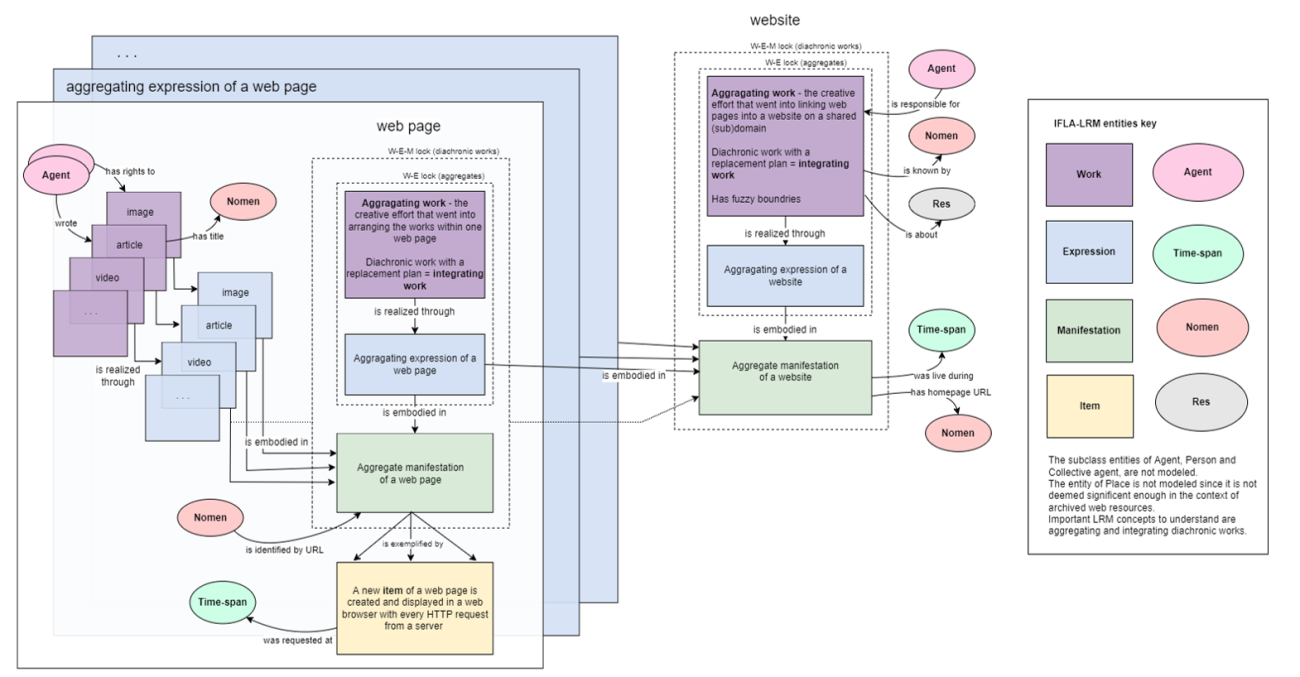 website
. . .
aggregating expression of a web page
web page
W-E-M lock (diachronic works)
W-E lock (aggregates)
Agent
has rights to
wrote
image
article
video
. . .
Nomen
has title
is realized
through
image
article
video
. . .
Aggragating work - the
creative effort that went into
arranging the works within one
web page
Diachronic work with a
replacement plan = integrating
work
is realized through
Aggragating expression of a
web page
is embodied in
is embodied in
Aggregate manifestation
of a web page
Nomen
is identified by URL
is exemplified by
A new item of a web page is
created and displayed in a web
browser with every HTTP request
from a server
Time-span
was requested at
is embodied in
W-E-M lock (diachronic works)
W-E lock (aggregates)
Aggragating work - the creative
effort that went into linking web
pages into a website on a shared
(sub)domain
Diachronic work with a
replacement plan = integrating
work
Has fuzzy boundries
is realized through
Aggragating expression of a
website
is embodied in
Aggregate manifestation
of a website
Agent
is responsible for
Nomen
is known by
Res
is about
Time-span
was live during
has homepage URL
Nomen
IFLA-LRM entities key
Work
Agent
Expression
Time-span
Manifestation
Nomen
Item
Res
The subclass entities of Agent, Person and
Collective agent, are not modeled.
The entity of Place is not modeled since it is not
deemed significent enough in the context of
archived web resources.
Important LRM concepts to understand are
aggregating and integrating diachronic works.